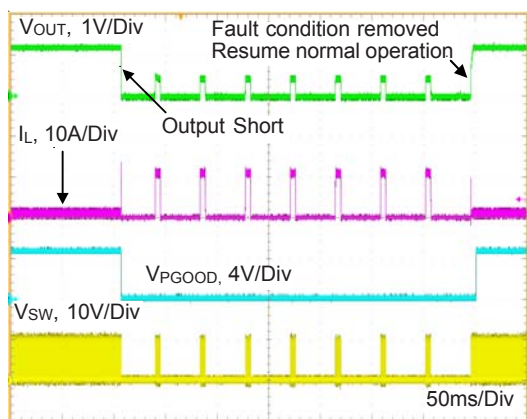 VOUT, 1V/Div
Fault condition removed
Resume normal operation
Output Short
IL, 10A/Div
VPGOOD, 4V/Div
VSW, 10V/Div
50ms/Div